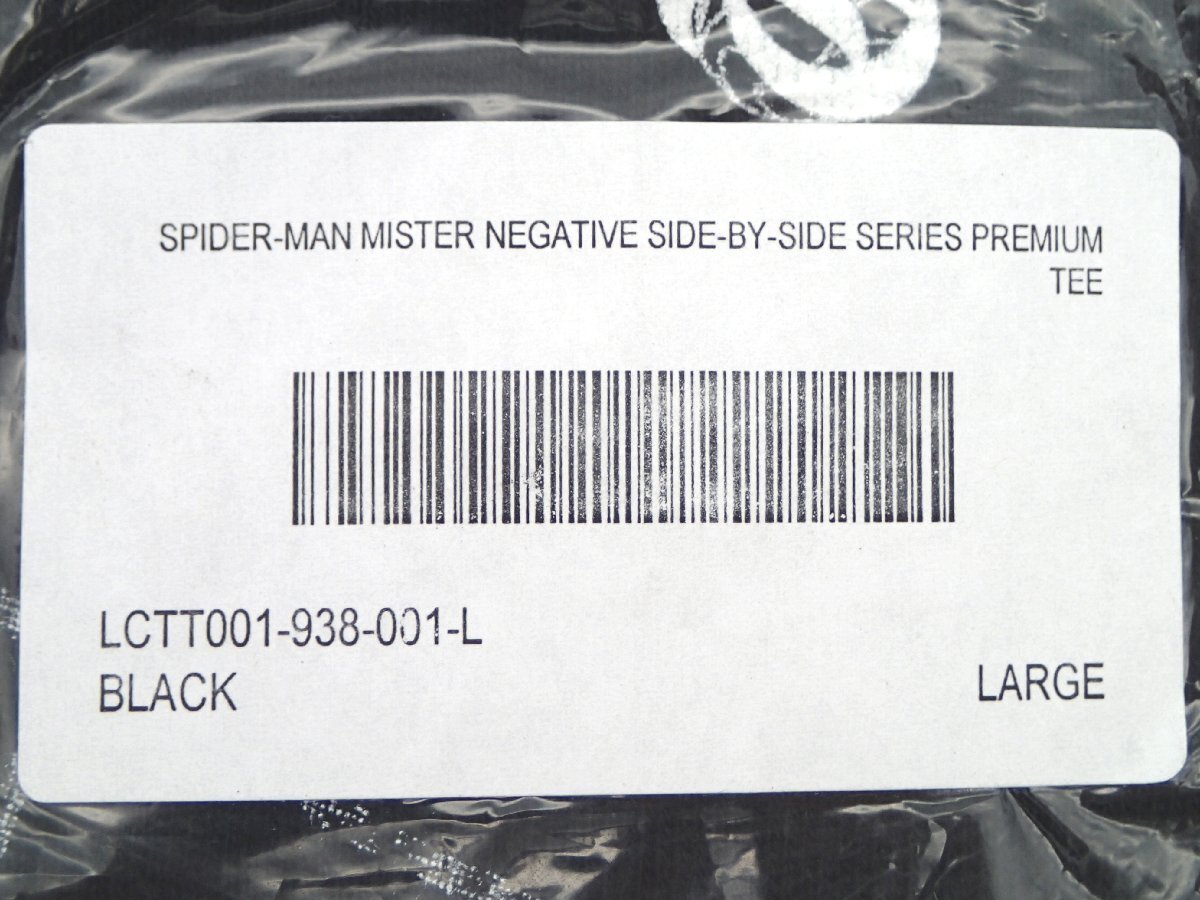 SPIDER-MAN MISTER NEGATIVE SIDE-BY-SIDE SERIES PREMIUM
TEE
LCTT001-938-001-L
BLACK
LARGE